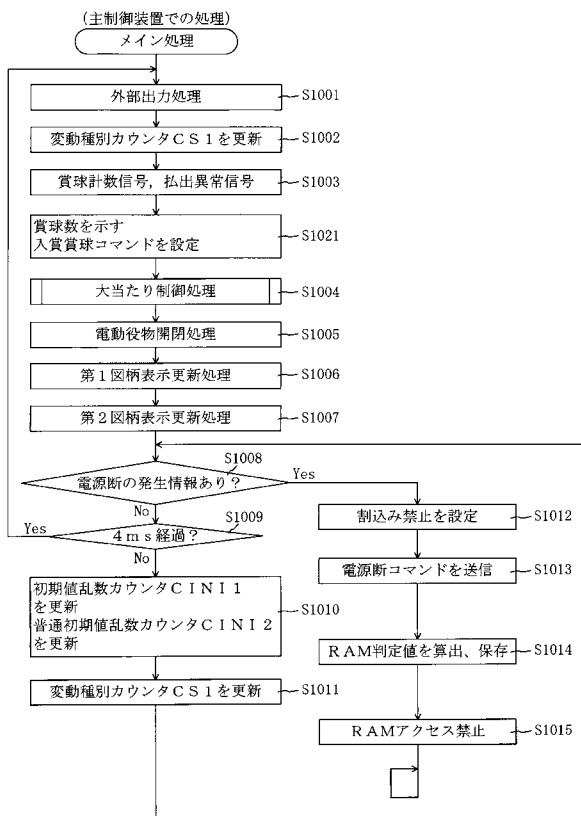 (主制御装置での処理)
メイン処理
外部出力処理
S1001
変動種別カウンタCS1を更新
S1002
賞球計数信号，払出異常信号
S1003
賞球数を示す
入賞賞球コマンドを設定
S1021
大当たり制御処理
S1004
電動役物開閉処理
S1005
第1図柄表示更新処理
S1006
第2図柄表示更新処理
S1007
電源断の発生情報あり？
S1008
Yes
No
4ms経過？
S1009
Yes
No
初期値乱数カウンタCINI1
を更新
普通初期値乱数カウンタCINI2
を更新
S1010
変動種別カウンタCS1を更新
S1011
割込み禁止を設定
S1012
電源断コマンドを送信
S1013
RAM判定値を算出、保存
S1014
RAMアクセス禁止
S1015